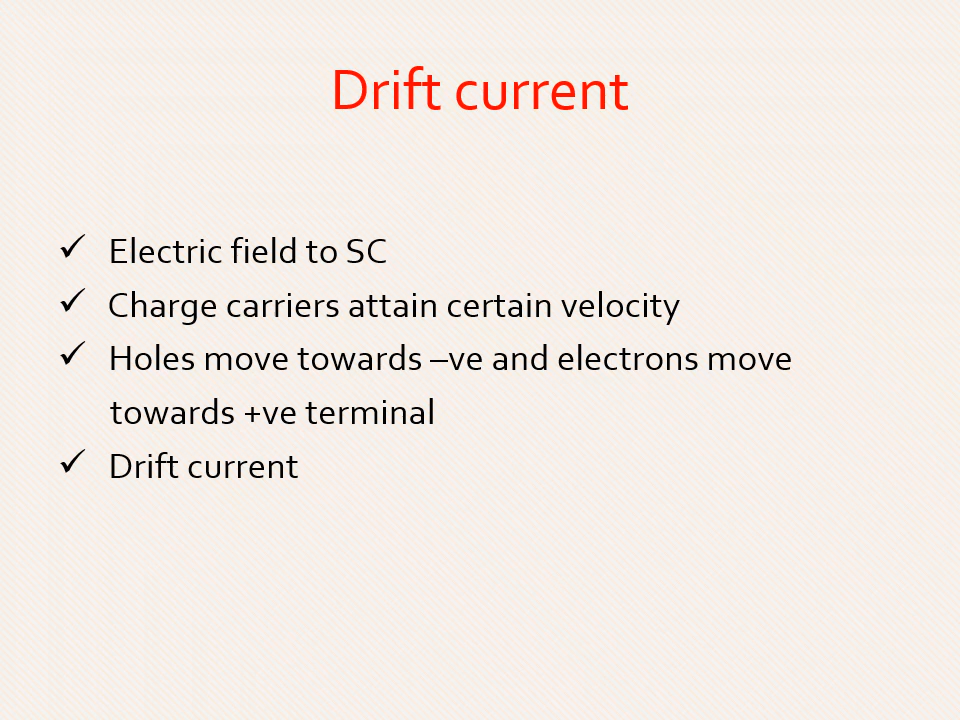 Drift current
✓ Electric field to SC
✓ Charge carriers attain certain velocity
✓ Holes move towards –ve and electrons move
towards +ve terminal
✓ Drift current